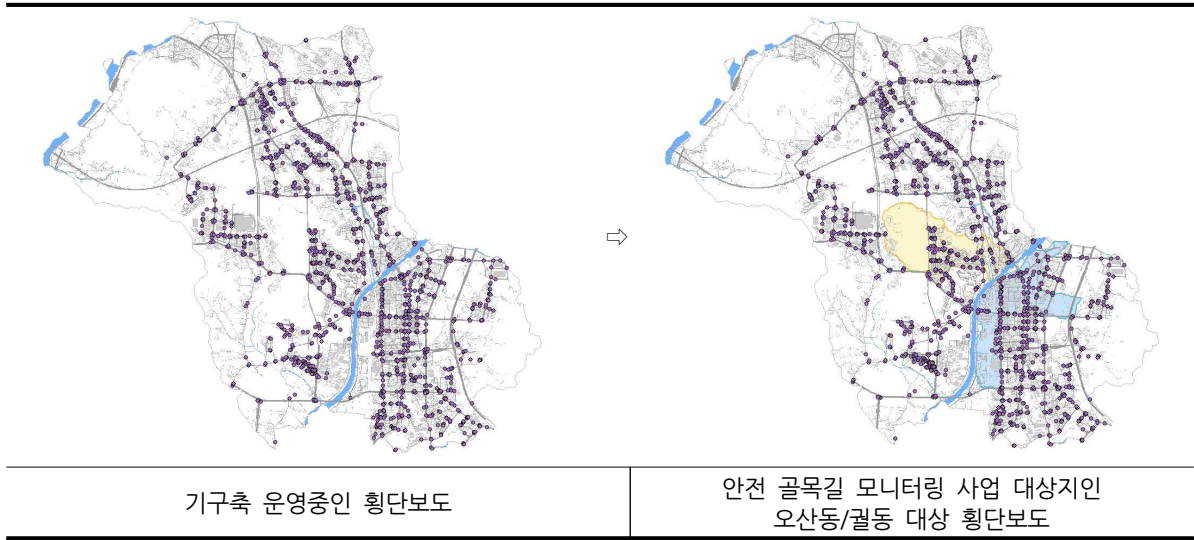 ⇨
기구축 운영중인 횡단보도
안전 골목길 모니터링 사업 대상지인
오산동/궐동 대상 횡단보도